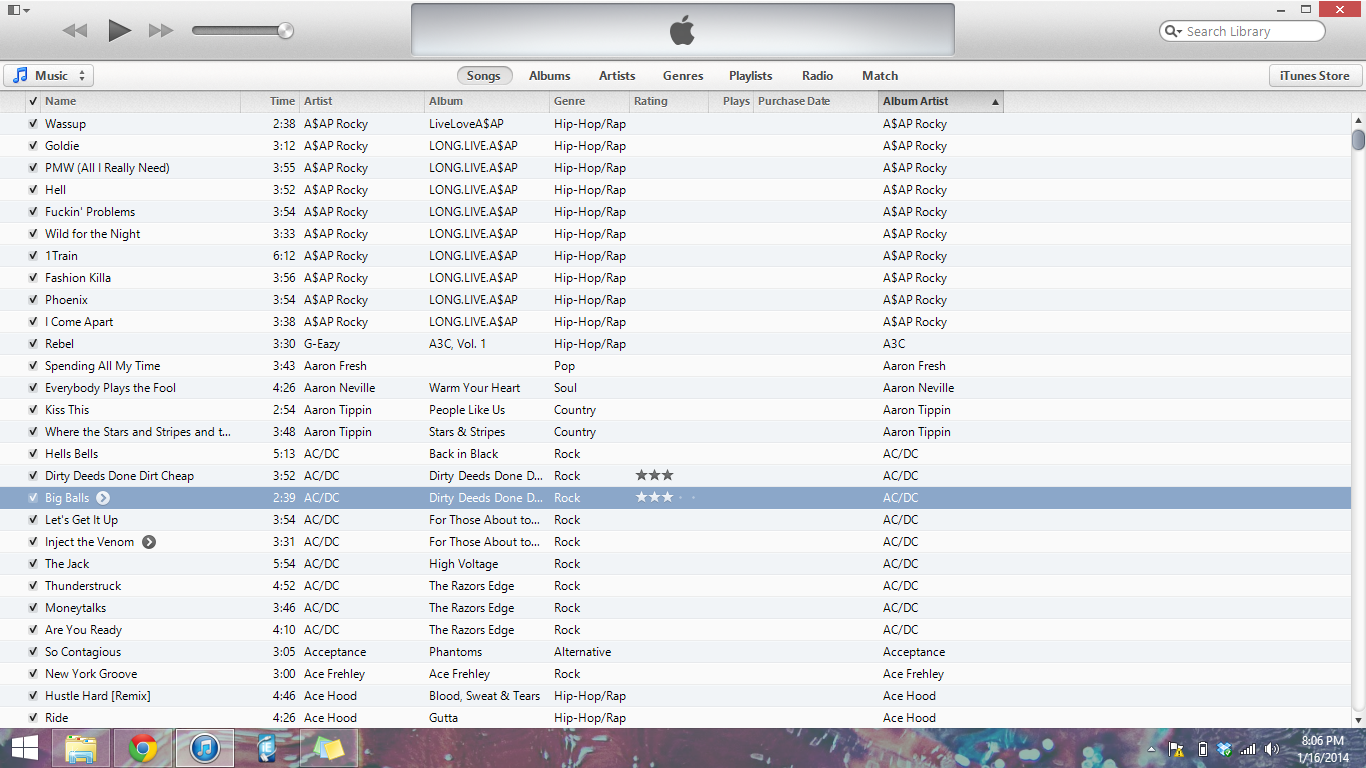 Search Library
Music Songs Albums Artists Genres Playlists Radio Match iTunes Store
Name Time Artist Album Genre Rating Plays Purchase Date Album Artist
Wassup 2:38 A$AP Rocky LiveLoveA$AP Hip-Hop/Rap A$AP Rocky
Goldie 3:12 A$AP Rocky LONG.LIVE.A$AP Hip-Hop/Rap A$AP Rocky
PMW (All I Really Need) 3:55 A$AP Rocky LONG.LIVE.A$AP Hip-Hop/Rap A$AP Rocky
Hell 3:52 A$AP Rocky LONG.LIVE.A$AP Hip-Hop/Rap A$AP Rocky
Fuckin' Problems 3:54 A$AP Rocky LONG.LIVE.A$AP Hip-Hop/Rap A$AP Rocky
Wild for the Night 3:33 A$AP Rocky LONG.LIVE.A$AP Hip-Hop/Rap A$AP Rocky
1Train 6:12 A$AP Rocky LONG.LIVE.A$AP Hip-Hop/Rap A$AP Rocky
Fashion Killa 3:56 A$AP Rocky LONG.LIVE.A$AP Hip-Hop/Rap A$AP Rocky
Phoenix 3:54 A$AP Rocky LONG.LIVE.A$AP Hip-Hop/Rap A$AP Rocky
I Come Apart 3:38 A$AP Rocky LONG.LIVE.A$AP Hip-Hop/Rap A$AP Rocky
Rebel 3:30 G-Eazy A3C, Vol. 1 Hip-Hop/Rap A3C
Spending All My Time 3:43 Aaron Fresh Pop Aaron Fresh
Everybody Plays the Fool 4:26 Aaron Neville Warm Your Heart Soul Aaron Neville
Kiss This 2:54 Aaron Tippin People Like Us Country Aaron Tippin
Where the Stars and Stripes and t... 3:48 Aaron Tippin Stars & Stripes Country Aaron Tippin
Hells Bells 5:13 AC/DC Back in Black Rock AC/DC
Dirty Deeds Done Dirt Cheap 3:52 AC/DC Dirty Deeds Done D... Rock ★★★ AC/DC
Big Balls 2:39 AC/DC Dirty Deeds Done D... Rock ★★★ AC/DC
Let's Get It Up 3:54 AC/DC For Those About to... Rock AC/DC
Inject the Venom 3:31 AC/DC For Those About to... Rock AC/DC
The Jack 5:54 AC/DC High Voltage Rock AC/DC
Thunderstruck 4:52 AC/DC The Razors Edge Rock AC/DC
Moneytalks 3:46 AC/DC The Razors Edge Rock AC/DC
Are You Ready 4:10 AC/DC The Razors Edge Rock AC/DC
So Contagious 3:05 Acceptance Phantoms Alternative Acceptance
New York Groove 3:00 Ace Frehley Ace Frehley Rock Ace Frehley
Hustle Hard [Remix] 4:46 Ace Hood Blood, Sweat & Tears Hip-Hop/Rap Ace Hood
Ride 4:26 Ace Hood Gutta Hip-Hop/Rap Ace Hood
8:06 PM
1/16/2014